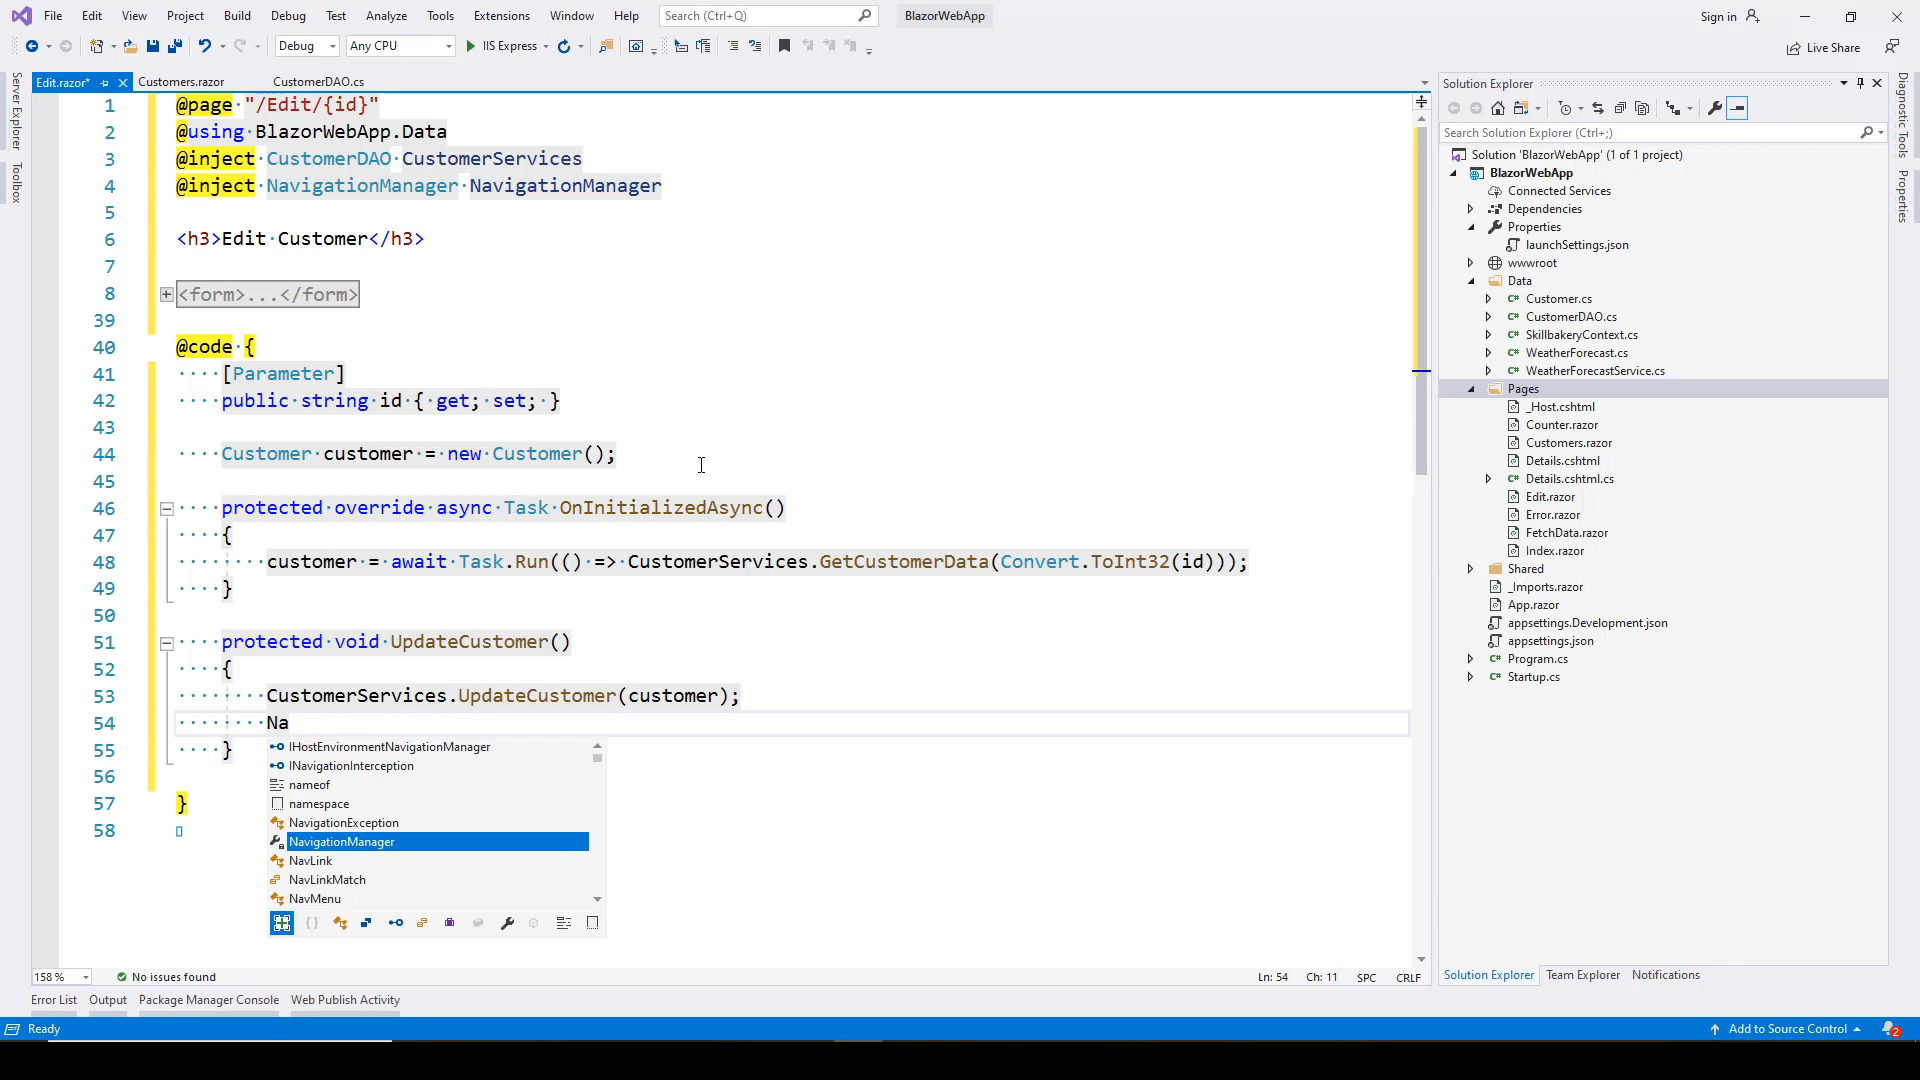 File Edit View Project Build Debug Test Analyze Tools Extensions Window Help Search (Ctrl+Q) BlazorWebApp Sign in
Debug Any CPU IIS Express Live Share
Edit.razor* Customers.razor CustomerDAO.cs
1 @page "/Edit/{id}"
2 @using BlazorWebApp.Data
3 @inject CustomerDAO CustomerServices
4 @inject NavigationManager NavigationManager
5
6 <h3>Edit Customer</h3>
7
8 <form>...</form>
39
40 @code {
41 [Parameter]
42 public string id { get; set; }
43
44 Customer customer = new Customer();
45
46 protected override async Task OnInitializedAsync()
47 {
48 customer = await Task.Run(() => CustomerServices.GetCustomerData(Convert.ToInt32(id)));
49 }
50
51 protected void UpdateCustomer()
52 {
53 CustomerServices.UpdateCustomer(customer);
54 Na
55 }
56
57 }
58
IHostEnvironmentNavigationManager
INavigationInterception
nameof
namespace
NavigationException
NavigationManager
NavLink
NavLinkMatch
NavMenu
158 % No issues found Ln: 54 Ch: 11 SPC CRLF
Error List Output Package Manager Console Web Publish Activity
Ready Add to Source Control 2
Server Explorer
Toolbox
Solution Explorer
Search Solution Explorer (Ctrl+;)
Solution 'BlazorWebApp' (1 of 1 project)
BlazorWebApp
Connected Services
Dependencies
Properties
launchSettings.json
wwwroot
Data
C# Customer.cs
C# CustomerDAO.cs
C# SkillbakeryContext.cs
C# WeatherForecast.cs
C# WeatherForecastService.cs
Pages
_Host.cshtml
Counter.razor
Customers.razor
Details.cshtml
C# Details.cshtml.cs
Edit.razor
Error.razor
FetchData.razor
Index.razor
Shared
_Imports.razor
App.razor
appsettings.Development.json
appsettings.json
C# Program.cs
C# Startup.cs
Solution Explorer Team Explorer Notifications
Diagnostic Tools
Properties